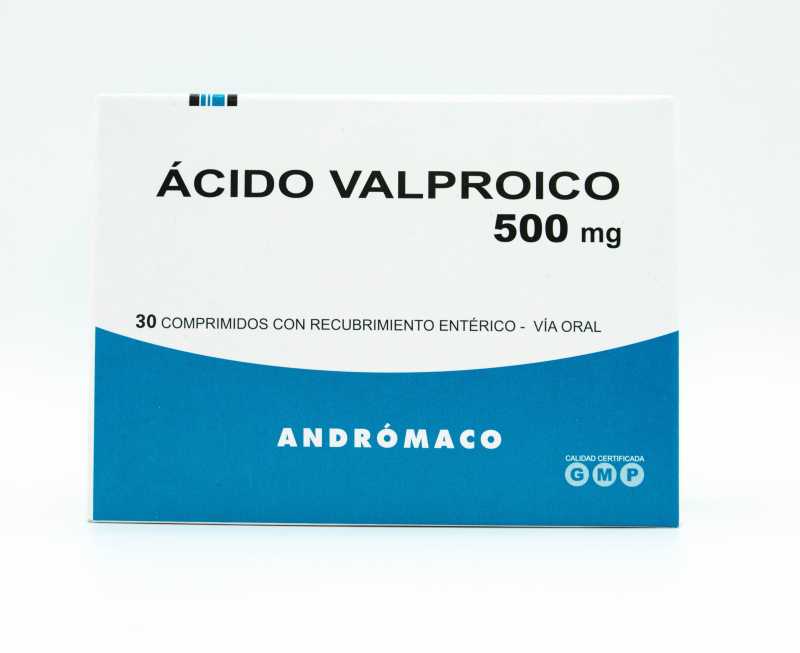 ÁCIDO VALPROICO
500 mg
30 COMPRIMIDOS CON RECUBRIMIENTO ENTÉRICO - VÍA ORAL
ANDRÓMACO
CALIDAD CERTIFICADA
GMP